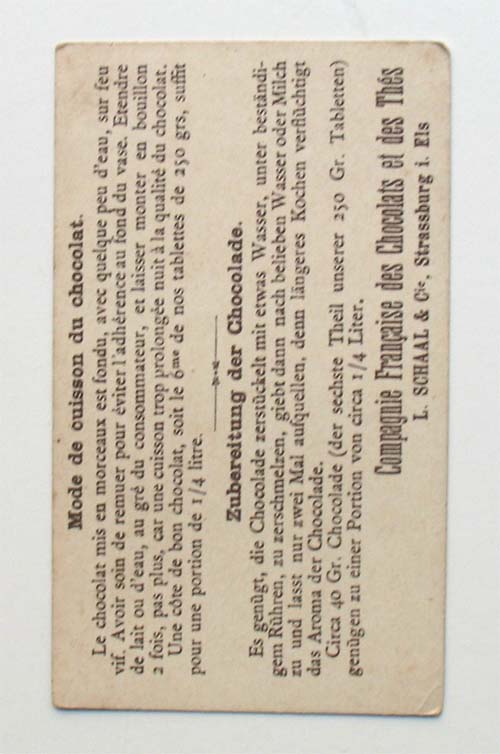 Mode de cuisson du chocolat.
Le chocolat mis en morceaux est fondu, avec quelque peu d'eau, sur feu
vif. Avoir soin de remuer pour éviter l'adhérence au fond du vase. Etendre
de lait ou d'eau, au gré du consommateur, et laisser monter en bouillon
2 fois, pas plus, car une cuisson trop prolongée nuit à la qualité du chocolat.
Une côte de bon chocolat, soit le 6me de nos tablettes de 250 grs, suffit
pour une portion de 1/4 litre.
Zubereitung der Chocolade.
Es genügt, die Chocolade zerstückelt mit etwas Wasser, unter beständi-
gem Rühren, zu zerschmelzen, giebt dann nach belieben Wasser oder Milch
zu und lasst nur zwei Mal aufquellen, denn längeres Kochen verflüchtigt
das Aroma der Chocolade.
Circa 40 Gr. Chocolade (der sechste Theil unserer 250 Gr. Tabletten)
genügen zu einer Portion von circa 1/4 Liter.
Compagnie Française des Chocolats et des Thés
L. SCHAAL & Cie, Strassburg i. Els